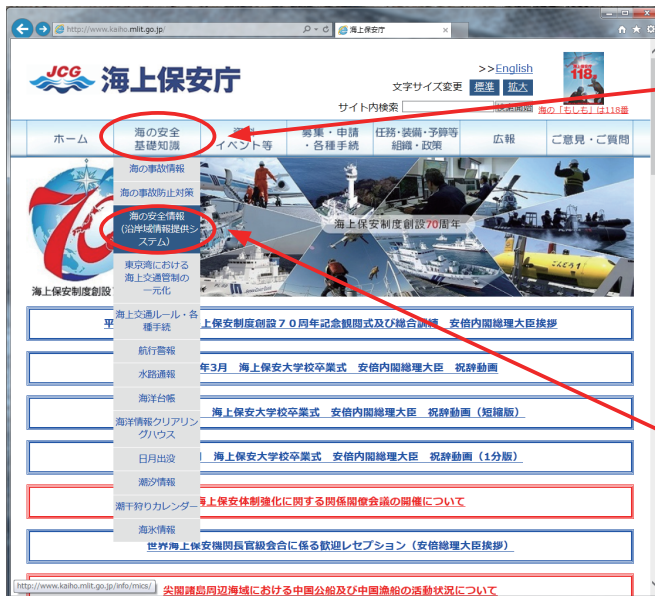 http://www.kaiho.mlit.go.jp/
海上保安庁
JCG 海上保安庁
>>English
文字サイズ変更 標準 拡大
サイト内検索
118
海の「もしも」は118番
ホーム
海の安全
基礎知識
イベント等
募集・申請
・各種手続
任務・装備・予算等
組織・政策
広報
ご意見・ご質問
海の事故情報
海の事故防止対策
海の安全情報
(沿岸域情報提供シ
ステム)
東京湾における
海上交通管制の
一元化
海上交通ルール・各
種手続
航行警報
水路通報
海洋台帳
海洋情報クリアリン
グハウス
日月出没
潮汐情報
潮干狩りカレンダー
海氷情報
海上保安制度創設70周年
海上保安制度創設
平
上保安制度創設70周年記念観閲式及び総合訓練 安倍内閣総理大臣挨拶
年3月 海上保安大学校卒業式 安倍内閣総理大臣 祝辞動画
海上保安大学校卒業式 安倍内閣総理大臣 祝辞動画(短縮版)
海上保安大学校卒業式 安倍内閣総理大臣 祝辞動画(1分版)
海上保安体制強化に関する関係閣僚会議の開催について
世界海上保安機関長官級会合に係る歓迎レセプション(安倍総理大臣挨拶)
http://www.kaiho.mlit.go.jp/info/mics/
尖閣諸島周辺海域における中国公船及び中国漁船の活動状況について